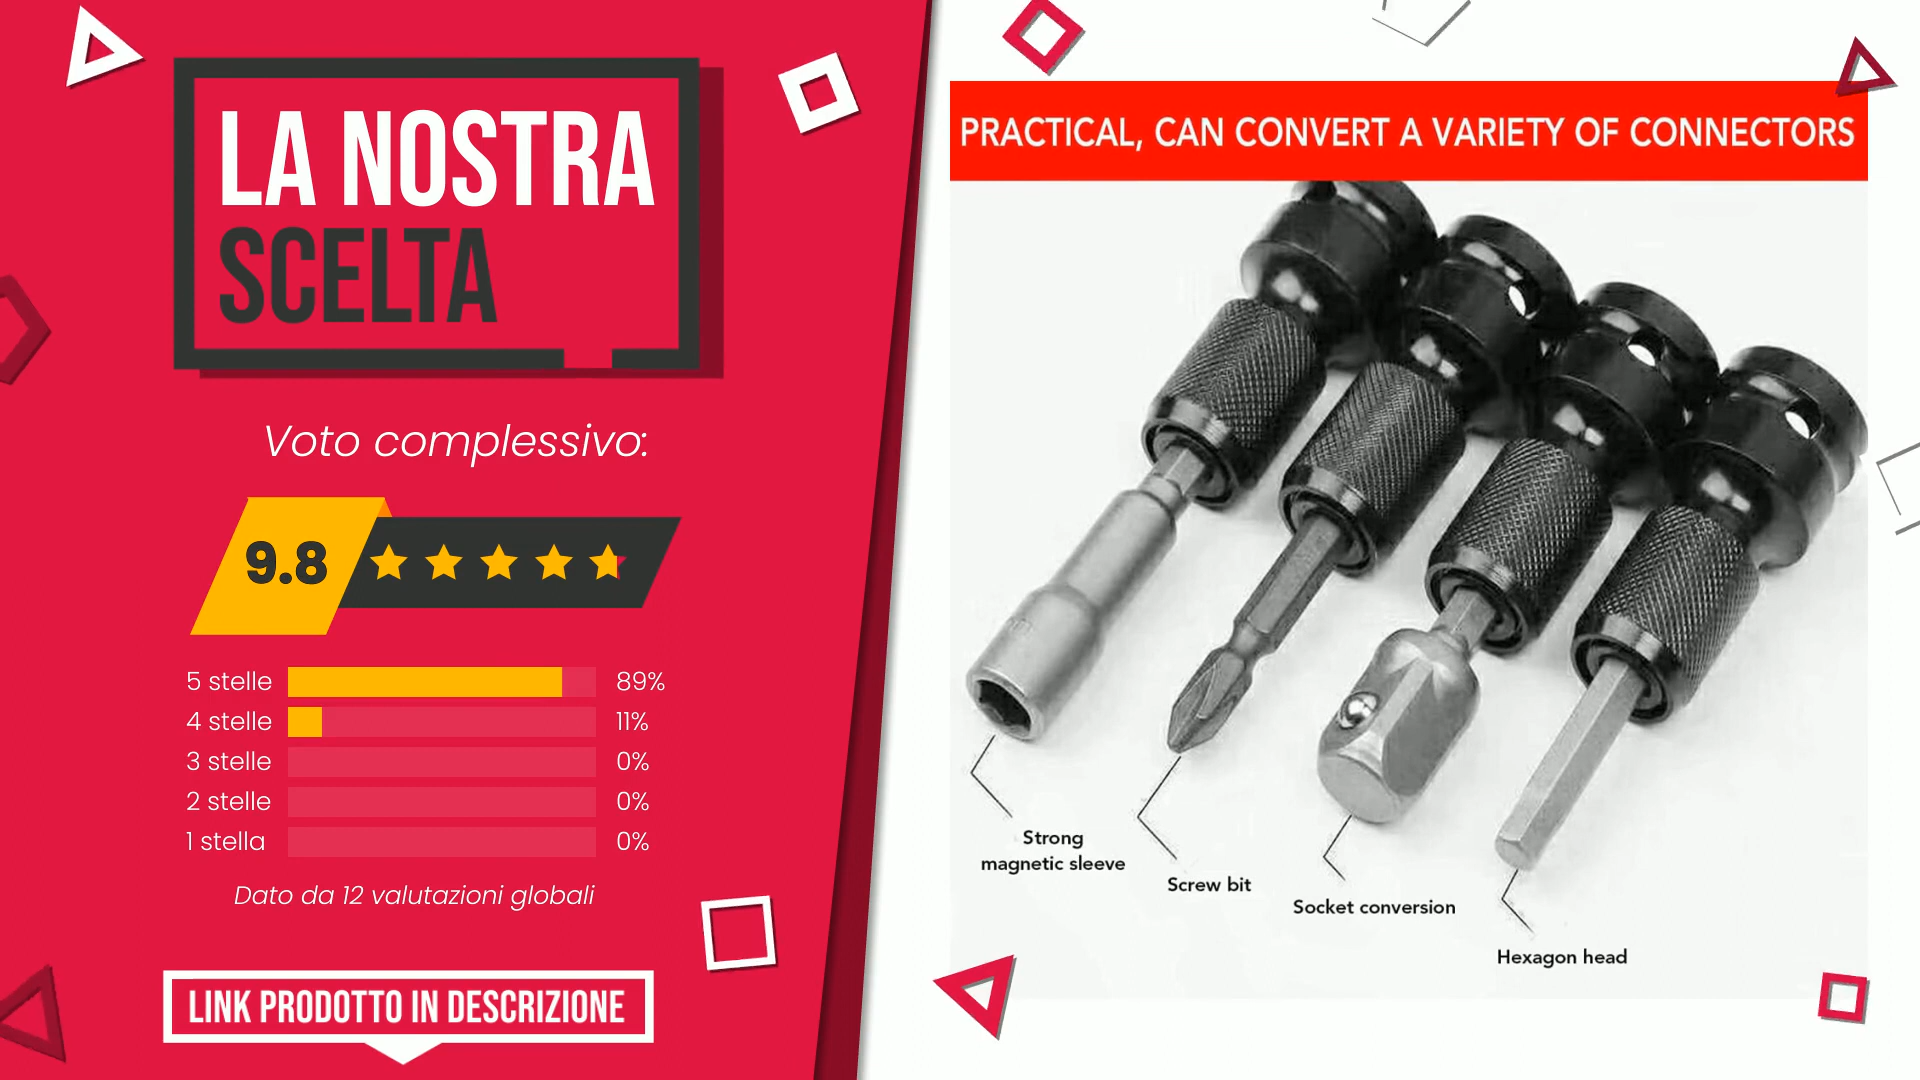 LA NOSTRA
SCELTA
Voto complessivo:
9.8
5 stelle 89%
4 stelle 11%
3 stelle 0%
2 stelle 0%
1 stella 0%
Dato da 12 valutazioni globali
LINK PRODOTTO IN DESCRIZIONE
PRACTICAL, CAN CONVERT A VARIETY OF CONNECTORS
Strong
magnetic sleeve
Screw bit
Socket conversion
Hexagon head